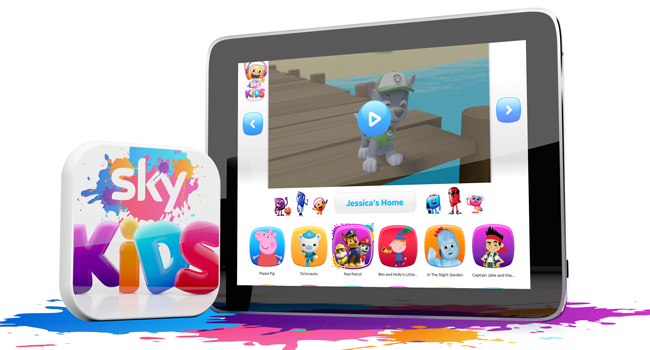 sky
KIDS
KIDS
Jessica's Home
Peppa Pig
Octonauts
Paw Patrol
Ben and Holly's Little...
In The Night Garden
Captain Jake and the...